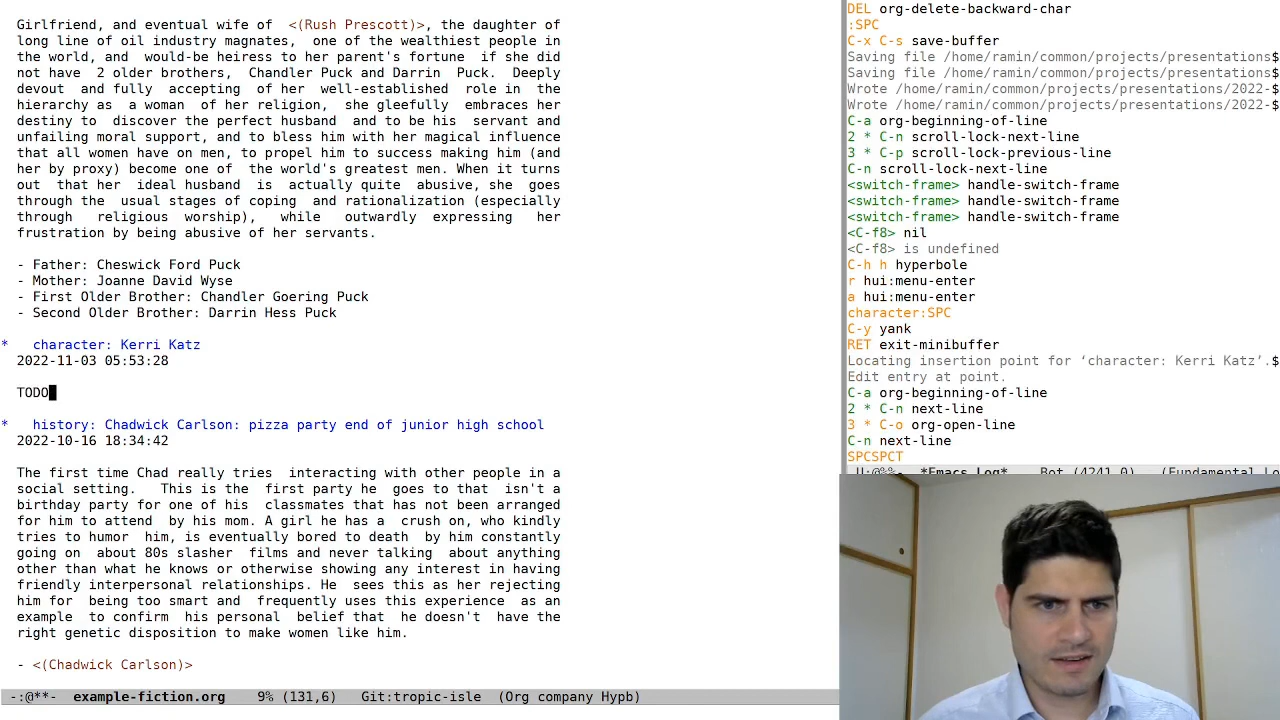 Girlfriend, and eventual wife of <(Rush Prescott)>, the daughter of
long line of oil industry magnates, one of the wealthiest people in
the world, and would-be heiress to her parent's fortune if she did
not have 2 older brothers, Chandler Puck and Darrin Puck. Deeply
devout and fully accepting of her well-established role in the
hierarchy as a woman of her religion, she gleefully embraces her
destiny to discover the perfect husband and to be his servant and
unfailing moral support, and to bless him with her magical influence
that all women have on men, to propel him to success making him (and
her by proxy) become one of the world's greatest men. When it turns
out that her ideal husband is actually quite abusive, she goes
through the usual stages of coping and rationalization (especially
through religious worship), while outwardly expressing her
frustration by being abusive of her servants.
- Father: Cheswick Ford Puck
- Mother: Joanne David Wyse
- First Older Brother: Chandler Goering Puck
- Second Older Brother: Darrin Hess Puck
* character: Kerri Katz
2022-11-03 05:53:28
TODO
* history: Chadwick Carlson: pizza party end of junior high school
2022-10-16 18:34:42
The first time Chad really tries interacting with other people in a
social setting. This is the first party he goes to that isn't a
birthday party for one of his classmates that has not been arranged
for him to attend by his mom. A girl he has a crush on, who kindly
tries to humor him, is eventually bored to death by him constantly
going on about 80s slasher films and never talking about anything
other than what he knows or otherwise showing any interest in having
friendly interpersonal relationships. He sees this as her rejecting
him for being too smart and frequently uses this experience as an
example to confirm his personal belief that he doesn't have the
right genetic disposition to make women like him.
- <(Chadwick Carlson)>
-:@**- example-fiction.org 9% (131,6) Git:tropic-isle (Org company Hypb)
DEL org-delete-backward-char
:SPC
C-x C-s save-buffer
Saving file /home/ramin/common/projects/presentations$
Saving file /home/ramin/common/projects/presentations$
Wrote /home/ramin/common/projects/presentations/2022-$
Wrote /home/ramin/common/projects/presentations/2022-$
C-a org-beginning-of-line
2 * C-n scroll-lock-next-line
3 * C-p scroll-lock-previous-line
C-n scroll-lock-next-line
<switch-frame> handle-switch-frame
<switch-frame> handle-switch-frame
<switch-frame> handle-switch-frame
<C-f8> nil
<C-f8> is undefined
C-h h hyperbole
r hui:menu-enter
a hui:menu-enter
character:SPC
C-y yank
RET exit-minibuffer
Locating insertion point for ‘character: Kerri Katz’.$
Edit entry at point.
C-a org-beginning-of-line
2 * C-n next-line
3 * C-o org-open-line
C-n next-line
SPCSPCT
-U:@%%- *Emacs Log* Bot (4241,0) (Fundamental Lo